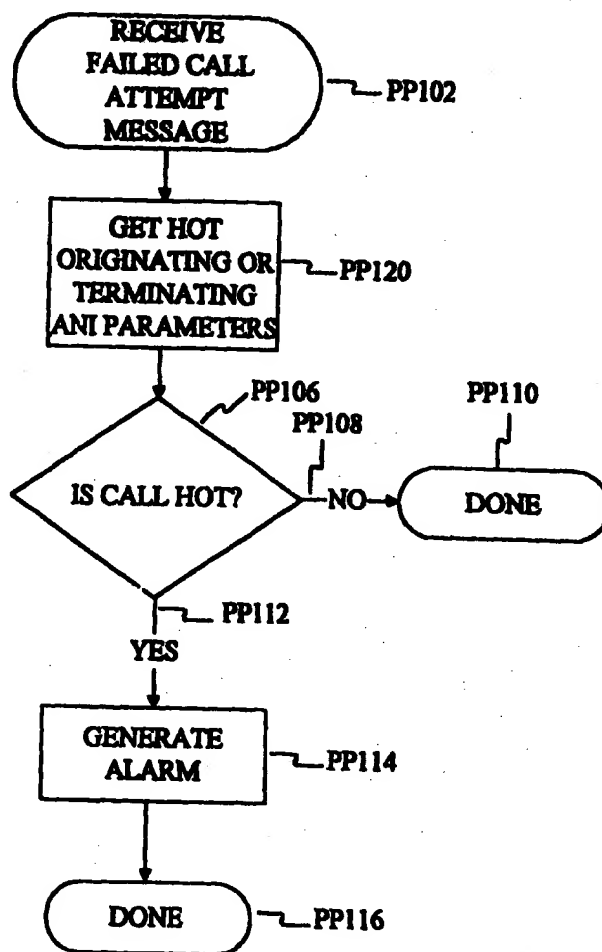 RECEIVE
FAILED CALL
ATTEMPT
MESSAGE
PP102
GET HOT
ORIGINATING OR
TERMINATING
ANI PARAMETERS
PP120
PP106
PP108
PP110
IS CALL HOT?
NO
DONE
PP112
YES
GENERATE
ALARM
PP114
DONE
PP116